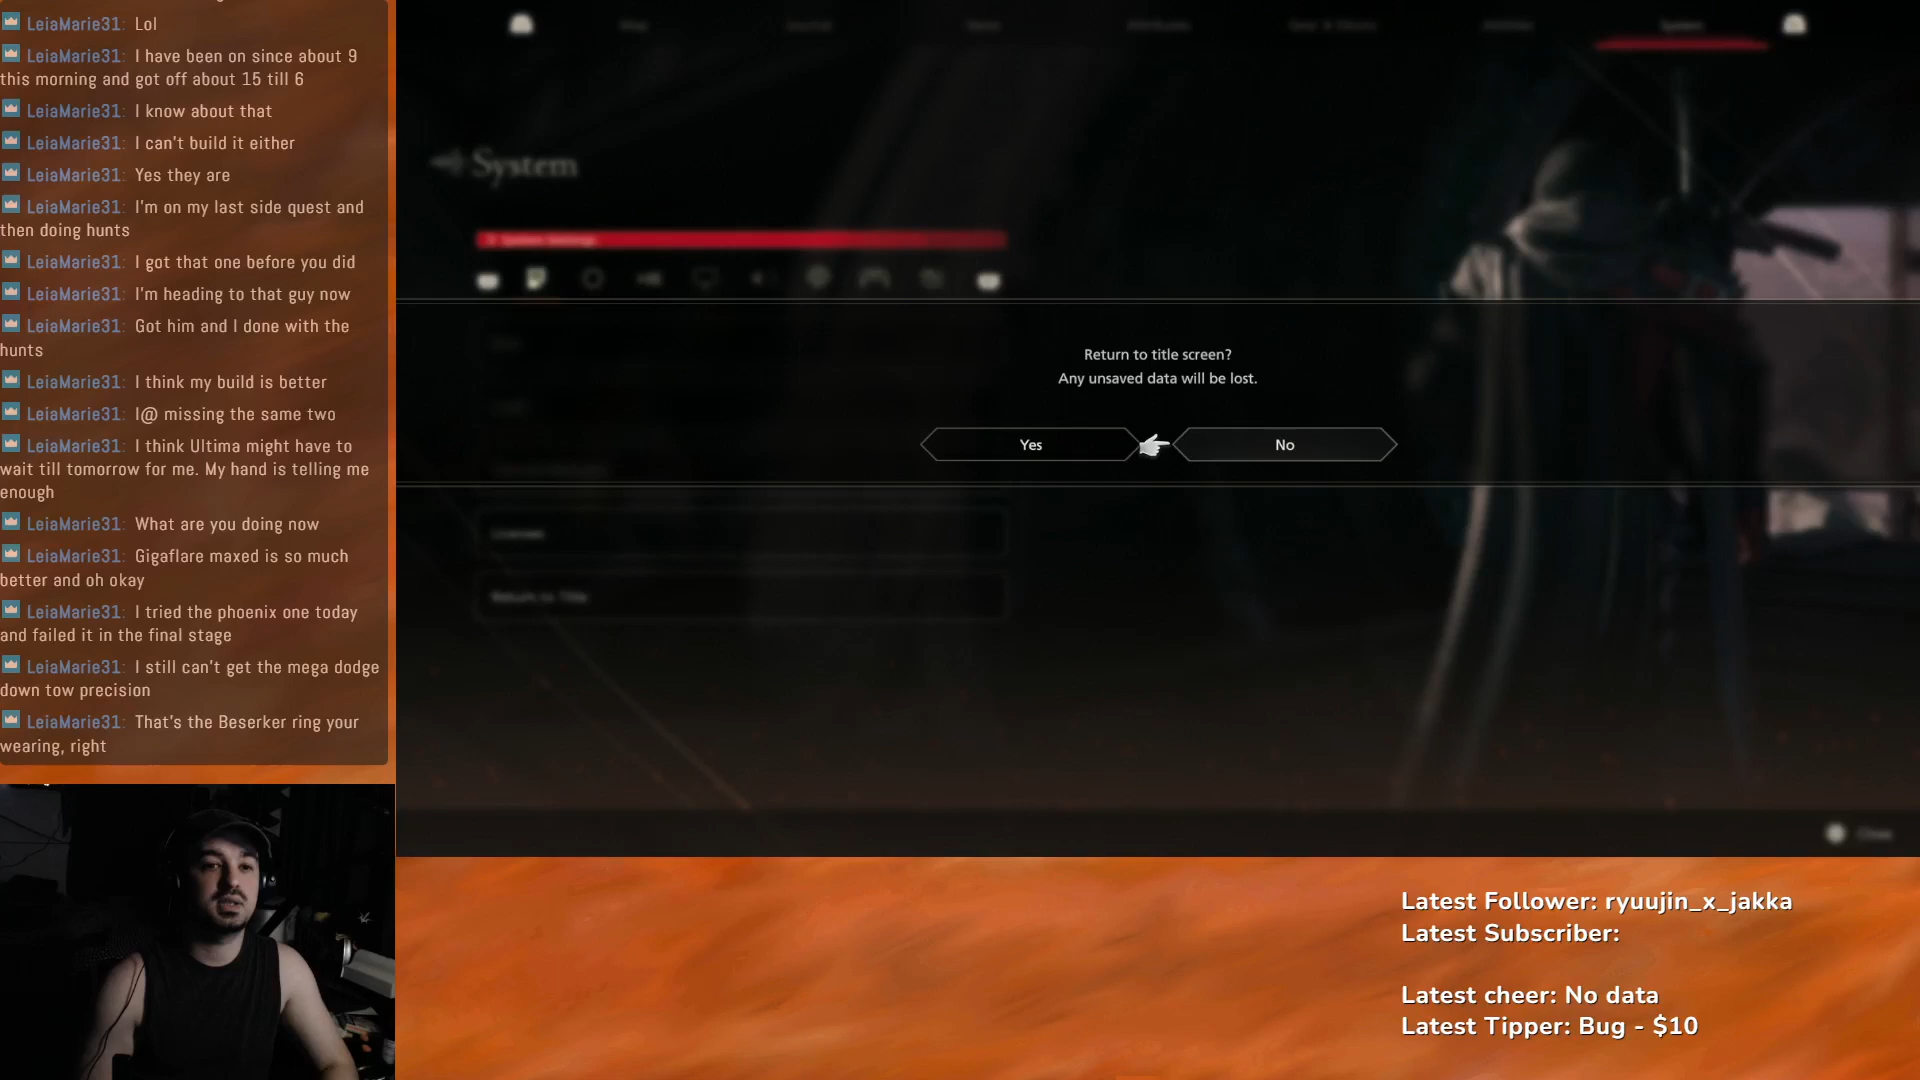 LeiaMarie31: Lol
LeiaMarie31: I have been on since about 9
this morning and got off about 15 till 6
LeiaMarie31: I know about that
LeiaMarie31: I can't build it either
LeiaMarie31: Yes they are
LeiaMarie31: I'm on my last side quest and
then doing hunts
LeiaMarie31: I got that one before you did
LeiaMarie31: I'm heading to that guy now
LeiaMarie31: Got him and I done with the
hunts
LeiaMarie31: I think my build is better
LeiaMarie31: I@ missing the same two
LeiaMarie31: I think Ultima might have to
wait till tomorrow for me. My hand is telling me
enough
LeiaMarie31: What are you doing now
LeiaMarie31: Gigaflare maxed is so much
better and oh okay
LeiaMarie31: I tried the phoenix one today
and failed it in the final stage
LeiaMarie31: I still can't get the mega dodge
down tow precision
LeiaMarie31: That's the Beserker ring your
wearing, right
System
System
System Settings
Return to title screen?
Any unsaved data will be lost.
Yes
No
Licenses
Return to Title
Close
Latest Follower: ryuujin_x_jakka
Latest Subscriber:
Latest cheer: No data
Latest Tipper: Bug - $10